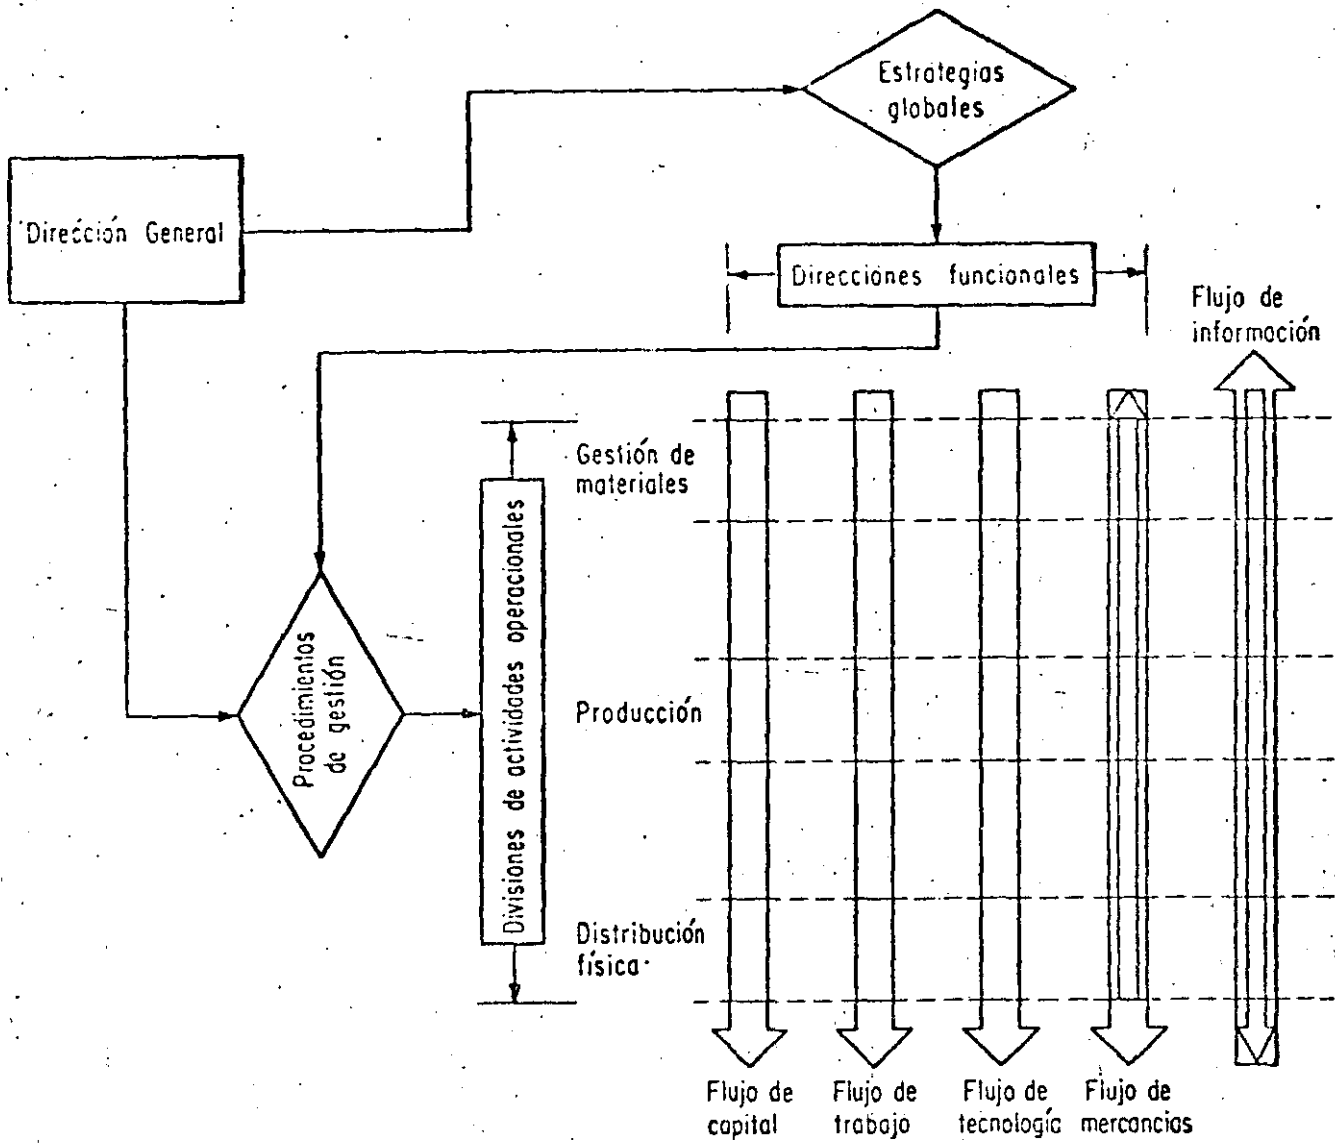 Estrategias
globales
Dirección General
Direcciones funcionales
Flujo de
información
Gestión de
materiales
Divisiones de actividades operacionales
Procedimientos
de gestión
Producción
Distribución
física
Flujo de
capital
Flujo de
trabajo
Flujo de
tecnología
Flujo de
mercancias